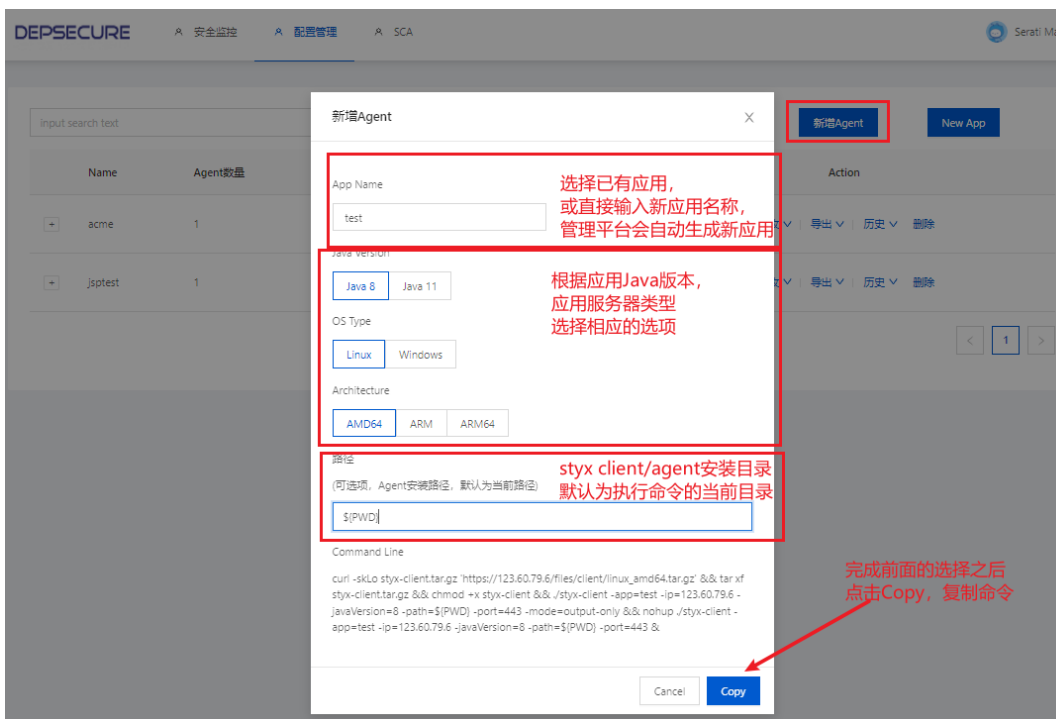 DEPSECURE 安全监控 配置管理 SCA Serati Ma
input search text 新增Agent New App
新增Agent
Name Agent数量 Action
acme 1 导出 历史 删除
jsptest 1 导出 历史 删除
1
App Name
test
选择已有应用，
或直接输入新应用名称，
管理平台会自动生成新应用
Java Version
Java 8 Java 11
OS Type
Linux Windows
Architecture
AMD64 ARM ARM64
根据应用Java版本，
应用服务器类型
选择相应的选项
路径
(可选项，Agent安装路径，默认为当前路径)
${PWD}
styx client/agent安装目录
默认为执行命令的当前目录
Command Line
curl -skLo styx-client.tar.gz 'https://123.60.79.6/files/client/linux_amd64.tar.gz' && tar xf
styx-client.tar.gz && chmod +x styx-client && ./styx-client -app=test -ip=123.60.79.6 -
javaVersion=8 -path=${PWD} -port=443 -mode=output-only && nohup ./styx-client -
app=test -ip=123.60.79.6 -javaVersion=8 -path=${PWD} -port=443 &
完成前面的选择之后
点击Copy，复制命令
Cancel Copy